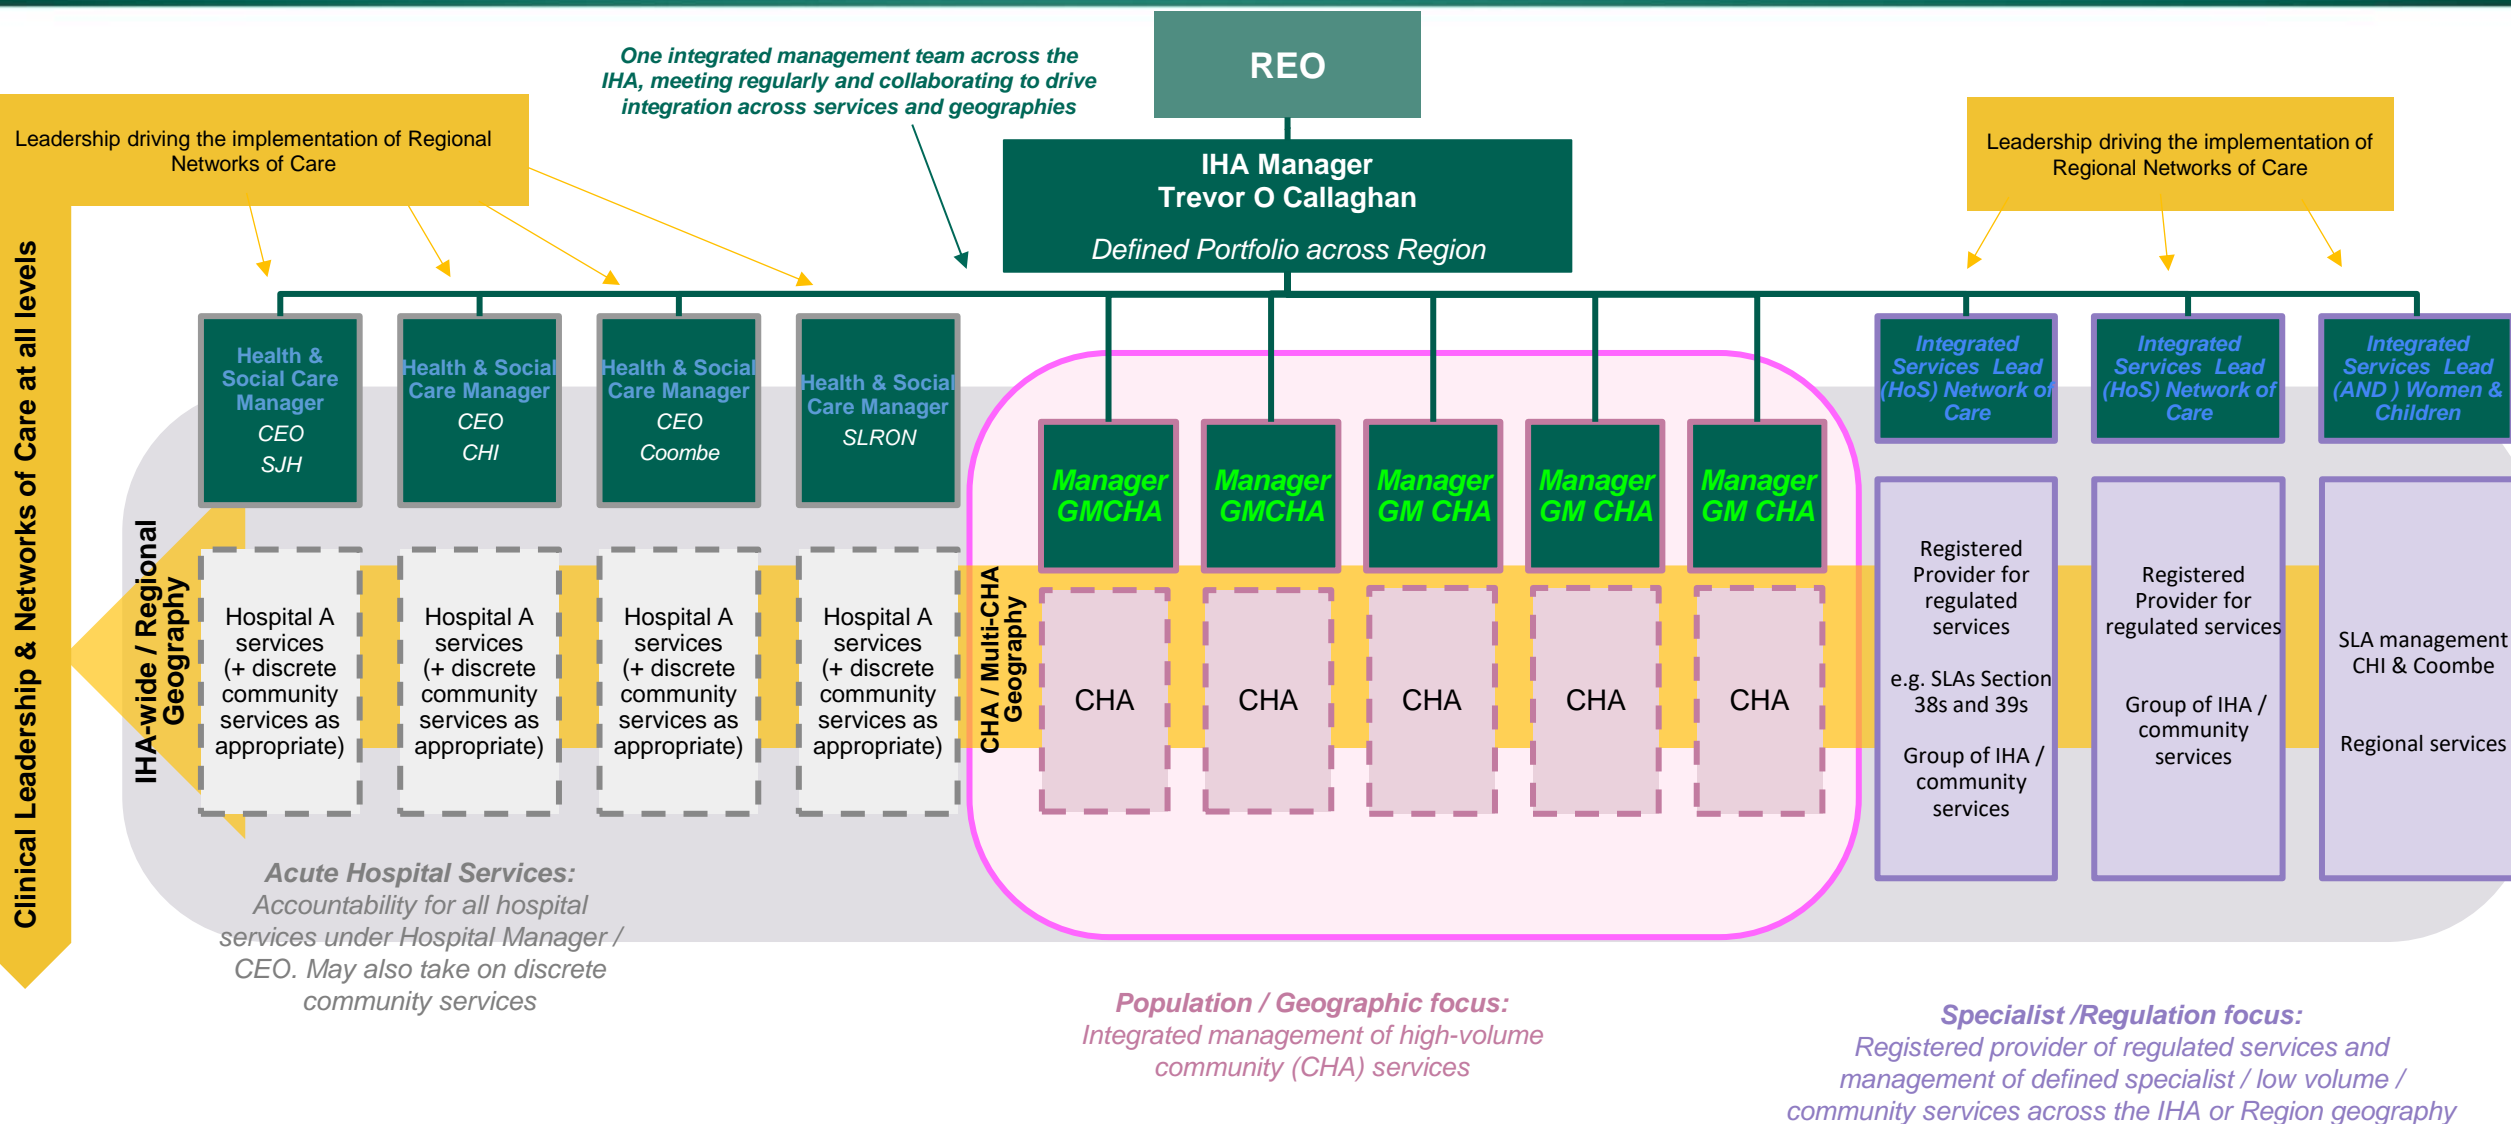 REO
One integrated management team across the
IHA, meeting regularly and collaborating to drive
integration across services and geographies
Leadership driving the implementation of Regional
Networks of Care
IHA Manager
Trevor O Callaghan
Defined Portfolio across Region
Leadership driving the implementation of
Regional Networks of Care
Clinical Leadership & Networks of Care at all levels
Health &
Social Care
Manager
CEO
SJH
Health & Social
Care Manager
CEO
CHI
Health & Social
Care Manager
CEO
Coombe
Health & Social
Care Manager
SLRON
Manager
GMCHA
Manager
GMCHA
Manager
GM CHA
Manager
GM CHA
Manager
GM CHA
Integrated
Services Lead
(HoS) Network of
Care
Integrated
Services Lead
(HoS) Network of
Care
Integrated
Services Lead
(AND ) Women &
Children
IHA-wide / Regional
Geography
Hospital A
services
(+ discrete
community
services as
appropriate)
Hospital A
services
(+ discrete
community
services as
appropriate)
Hospital A
services
(+ discrete
community
services as
appropriate)
Hospital A
services
(+ discrete
community
services as
appropriate)
CHA / Multi-CHA
Geography
CHA
CHA
CHA
CHA
CHA
Registered
Provider for
regulated
services
e.g. SLAs Section
38s and 39s
Group of IHA /
community
services
Registered
Provider for
regulated services
Group of IHA /
community
services
SLA management
CHI & Coombe
Regional services
Acute Hospital Services:
Accountability for all hospital
services under Hospital Manager /
CEO. May also take on discrete
community services
Population / Geographic focus:
Integrated management of high-volume
community (CHA) services
Specialist /Regulation focus:
Registered provider of regulated services and
management of defined specialist / low volume /
community services across the IHA or Region geography